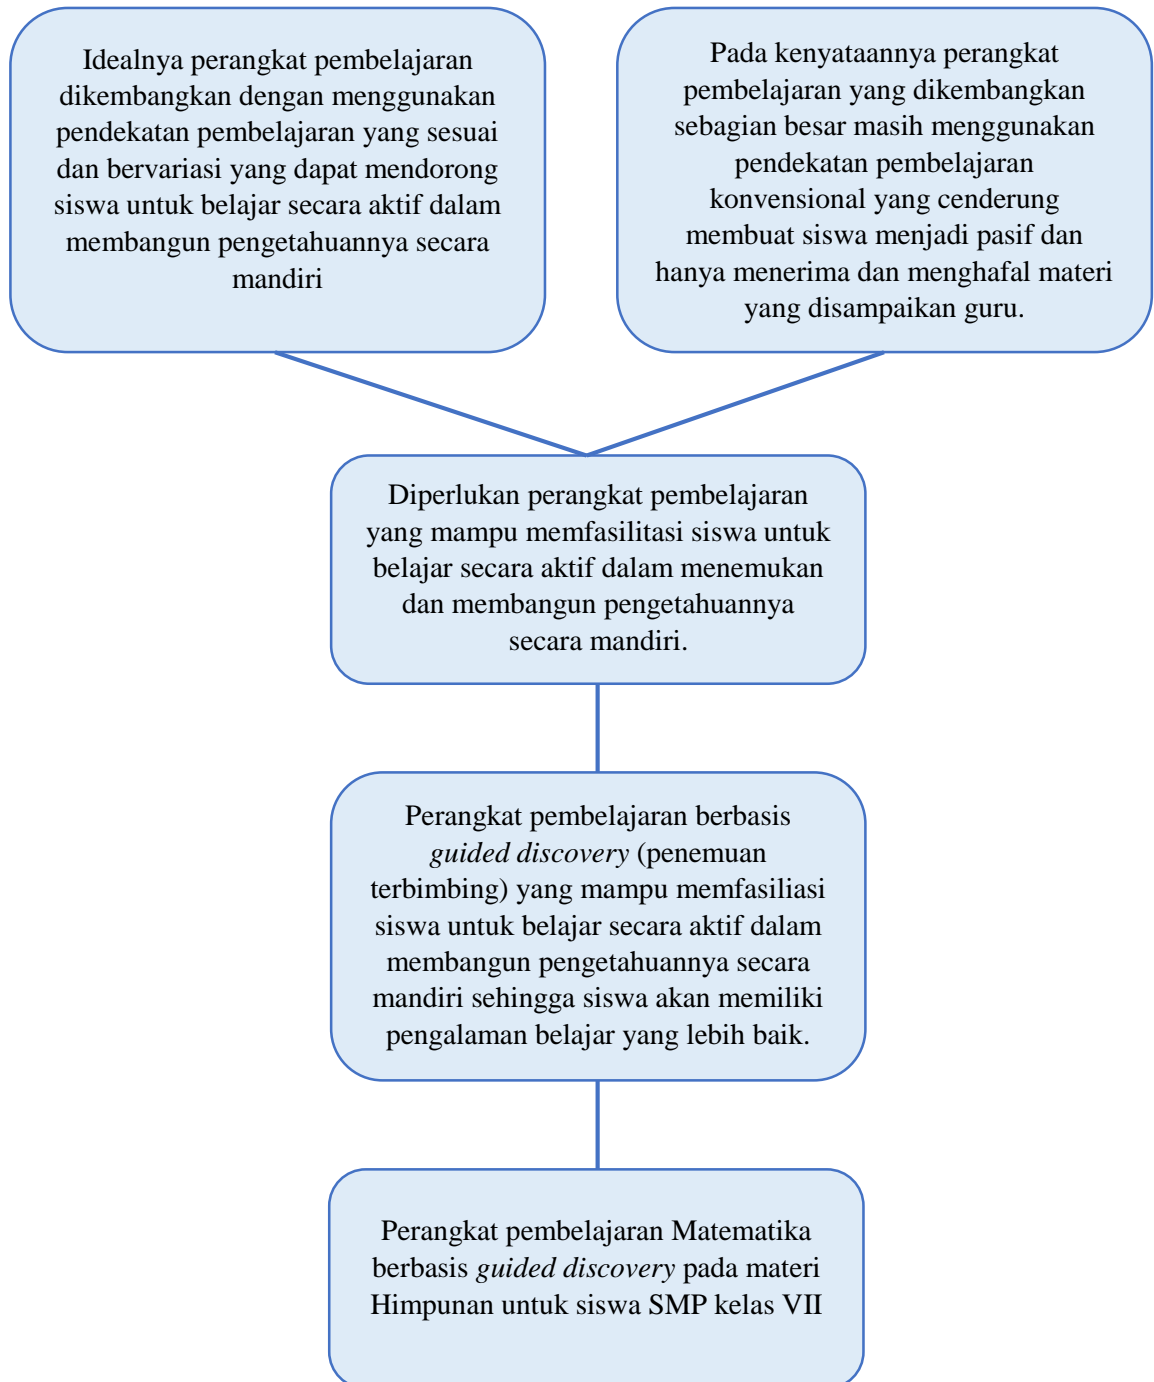 Idealnya perangkat pembelajaran
dikembangkan dengan menggunakan
pendekatan pembelajaran yang sesuai
dan bervariasi yang dapat mendorong
siswa untuk belajar secara aktif dalam
membangun pengetahuannya secara
mandiri
Pada kenyataannya perangkat
pembelajaran yang dikembangkan
sebagian besar masih menggunakan
pendekatan pembelajaran
konvensional yang cenderung
membuat siswa menjadi pasif dan
hanya menerima dan menghafal materi
yang disampaikan guru.
Diperlukan perangkat pembelajaran
yang mampu memfasilitasi siswa untuk
belajar secara aktif dalam menemukan
dan membangun pengetahuannya
secara mandiri.
Perangkat pembelajaran berbasis
guided discovery (penemuan
terbimbing) yang mampu memfasiliasi
siswa untuk belajar secara aktif dalam
membangun pengetahuannya secara
mandiri sehingga siswa akan memiliki
pengalaman belajar yang lebih baik.
Perangkat pembelajaran Matematika
berbasis guided discovery pada materi
Himpunan untuk siswa SMP kelas VII